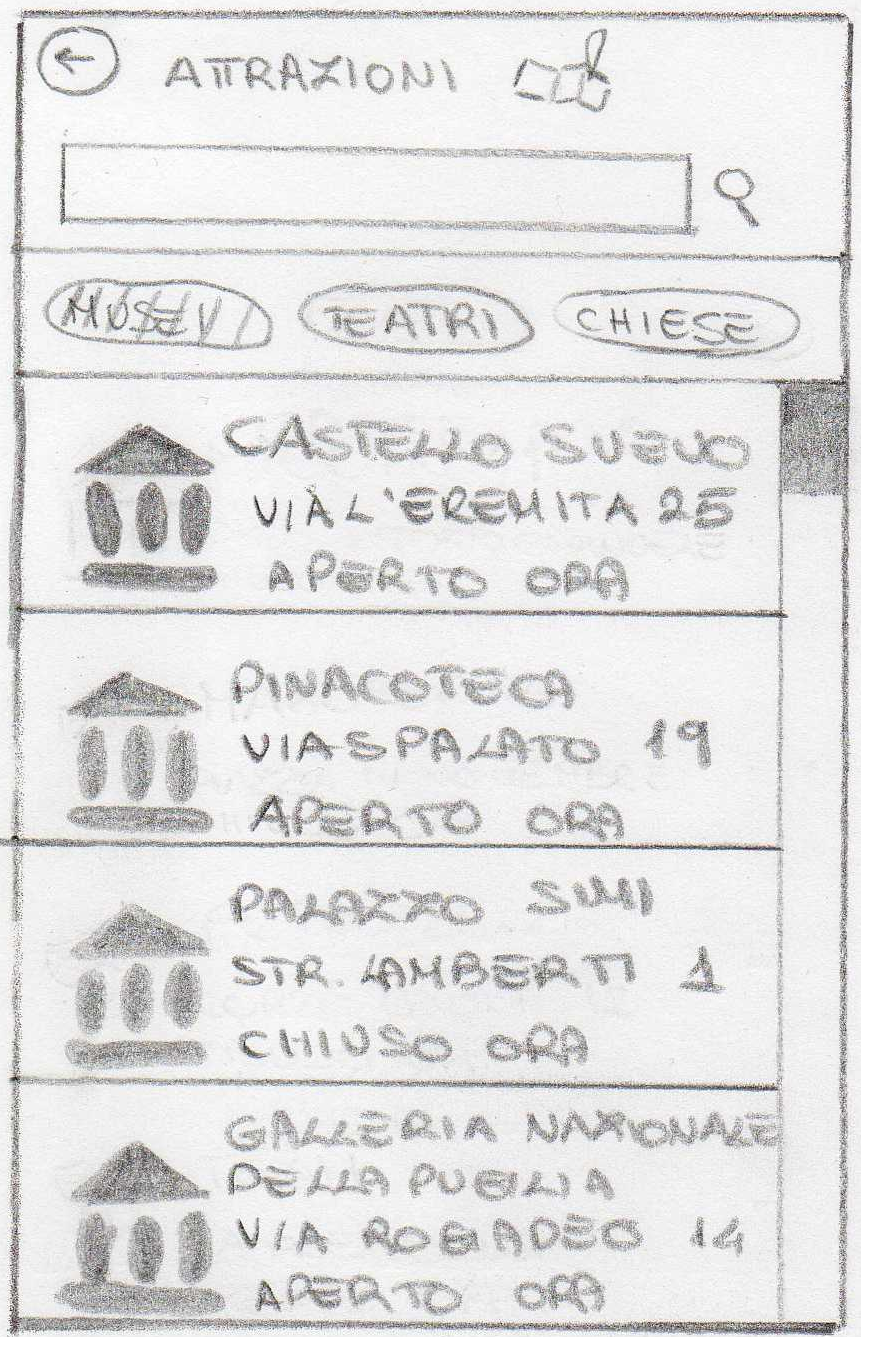 ATTRAZIONI
MUSEI
TEATRI
CHIESE
CASTELLO SVEVO
VIA L'EREMITA 25
APERTO ORA
PINACOTECA
VIA SPALATO 19
APERTO ORA
PALAZZO SIMI
STR. LAMBERTI 1
CHIUSO ORA
GALLERIA NAZIONALE
DELLA PUGLIA
VIA ROGADEO 14
APERTO ORA